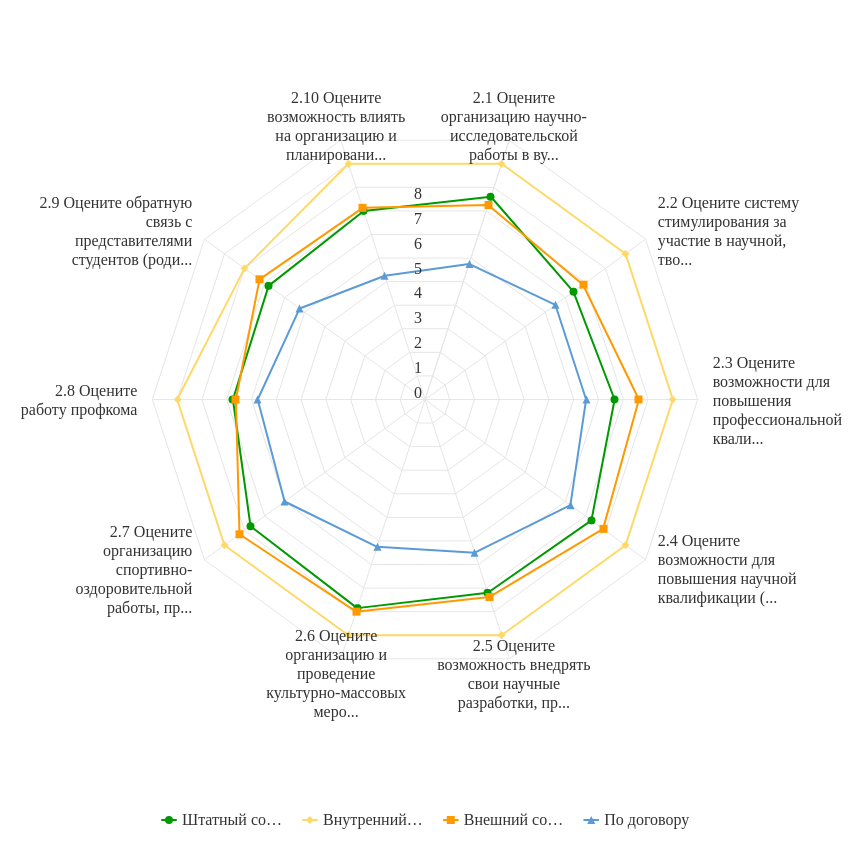 2.10 Оцените
возможность влиять
на организацию и
планировани...
2.1 Оцените
организацию научно-
исследовательской
работы в ву...
2.9 Оцените обратную
связь с
представителями
студентов (роди...
8
7
6
5
4
3
2
1
0
2.2 Оцените систему
стимулирования за
участие в научной,
тво...
2.8 Оцените
работу профкома
2.3 Оцените
возможности для
повышения
профессиональной
квали...
2.7 Оцените
организацию
спортивно-
оздоровительной
работы, пр...
2.4 Оцените
возможности для
повышения научной
квалификации (...
2.6 Оцените
организацию и
проведение
культурно-массовых
меро...
2.5 Оцените
возможность внедрять
свои научные
разработки, пр...
Штатный со…
Внутренний…
Внешний со…
По договору